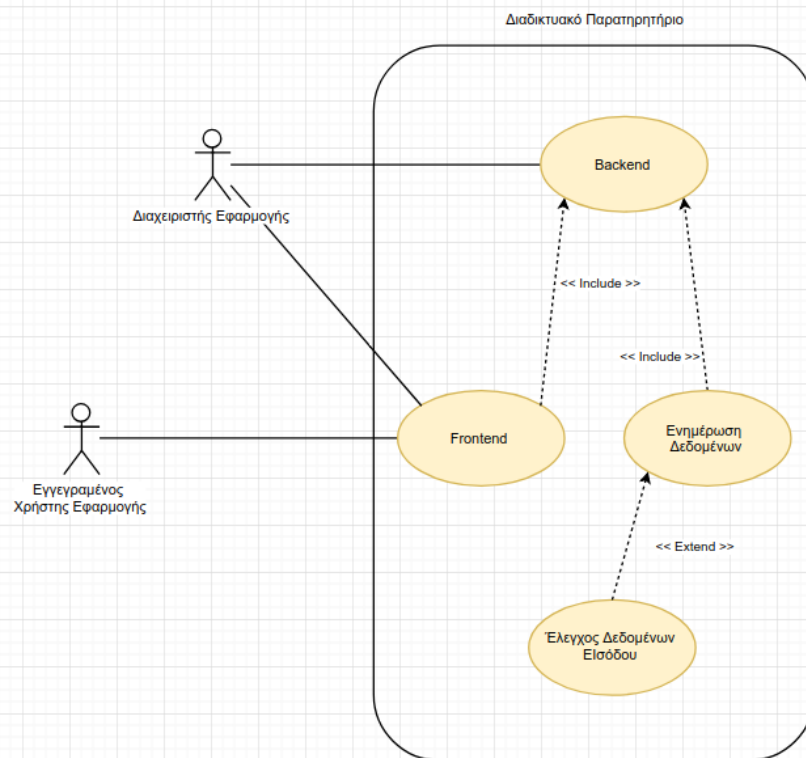 Διαδικτυακό Παρατηρητήριο
Backend
Διαχειριστής Εφαρμογής
<< Include >>
<< Include >>
Frontend
Ενημέρωση
Δεδομένων
Εγγεγραμένος
Χρήστης Εφαρμογής
<< Extend >>
Έλεγχος Δεδομένων
ΕΙσόδου